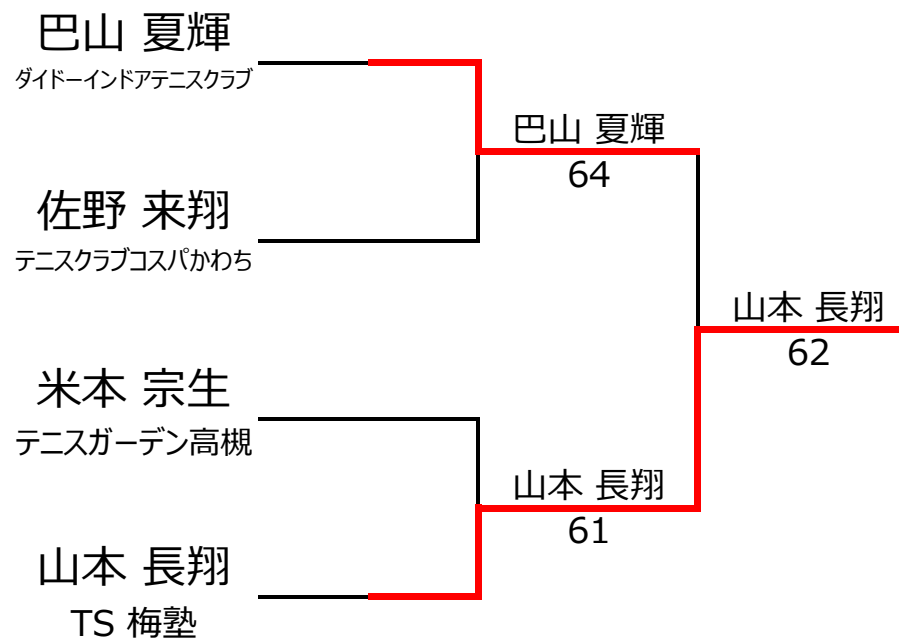 巴山 夏輝
ダイドーインドアテニスクラブ
佐野 来翔
テニスクラブコスパかわち
米本 宗生
テニスガーデン高槻
山本 長翔
TS 梅塾
巴山 夏輝
64
山本 長翔
61
山本 長翔
62